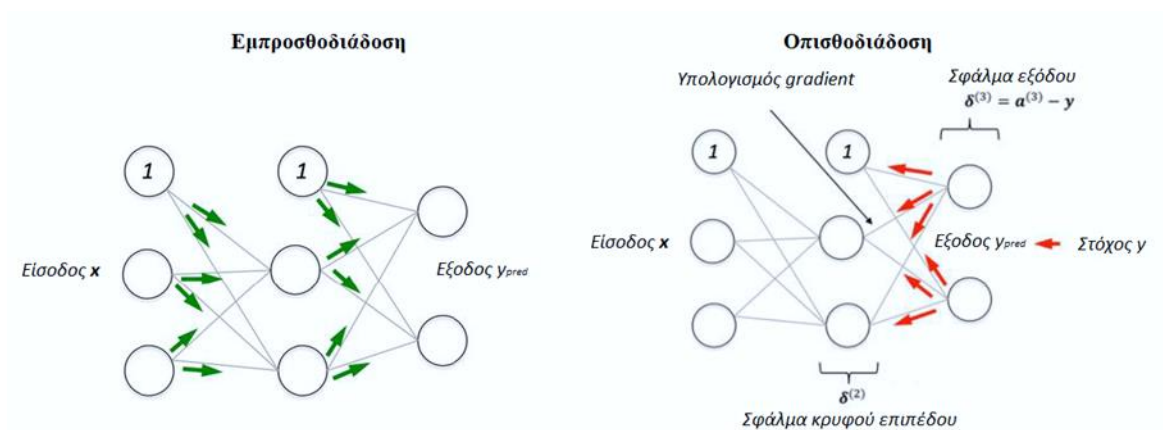 Εμπροσθοδιάδοση
1
1
Είσοδος x
Εξοδος ypred
Οπισθοδιάδοση
Υπολογισμός gradient
Σφάλμα εξόδου
δ(3) = a(3) − y
1
1
Είσοδος x
Εξοδος ypred
Στόχος y
δ(2)
Σφάλμα κρυφού επιπέδου